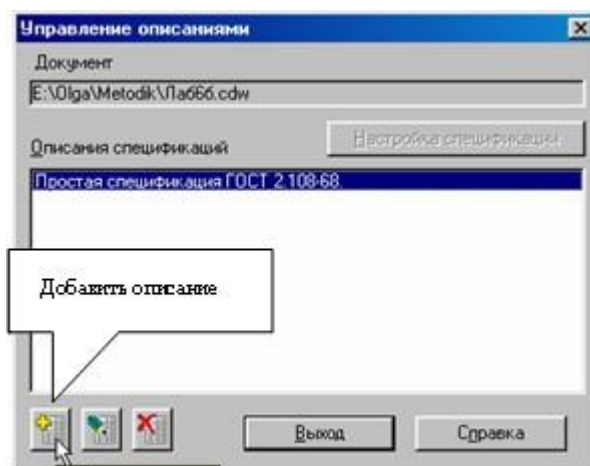 Управление описаниями
Документ
E:\Olga\Metodik\Лаб6б.cdw
Описания спецификаций
Настройка спецификации
Простая спецификация ГОСТ 2.108-68.
Добавить описание
Выход
Справка